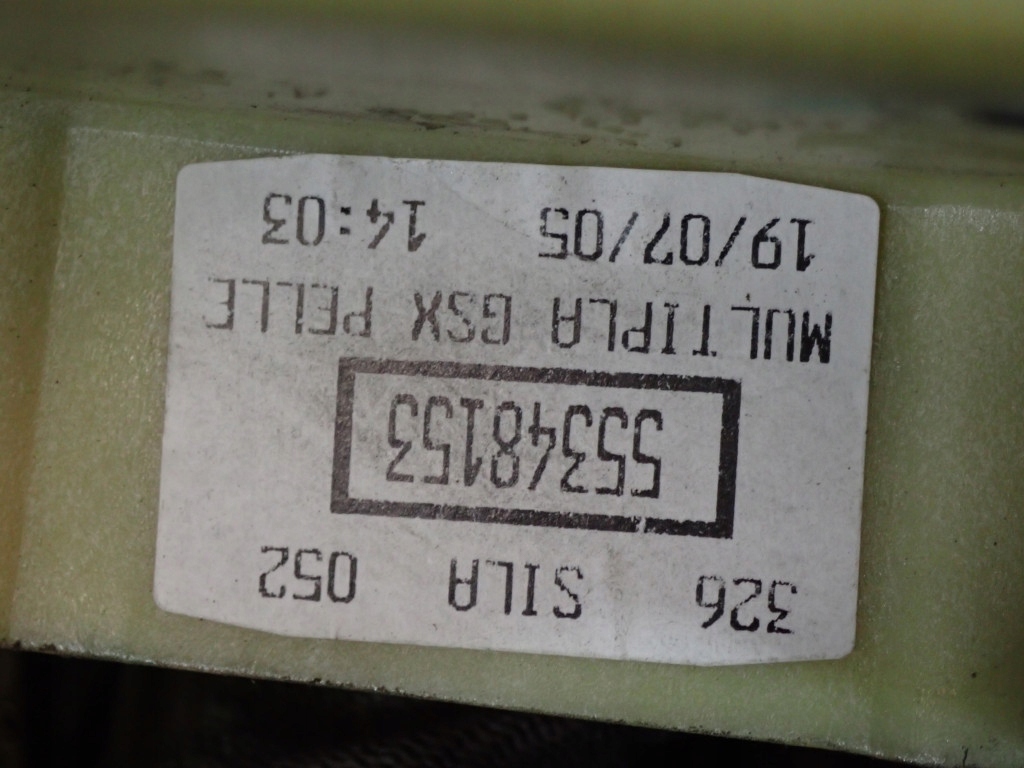 326 SILA 052
55348153
MULTIPLA GSX PELLE
19/07/05 14:03